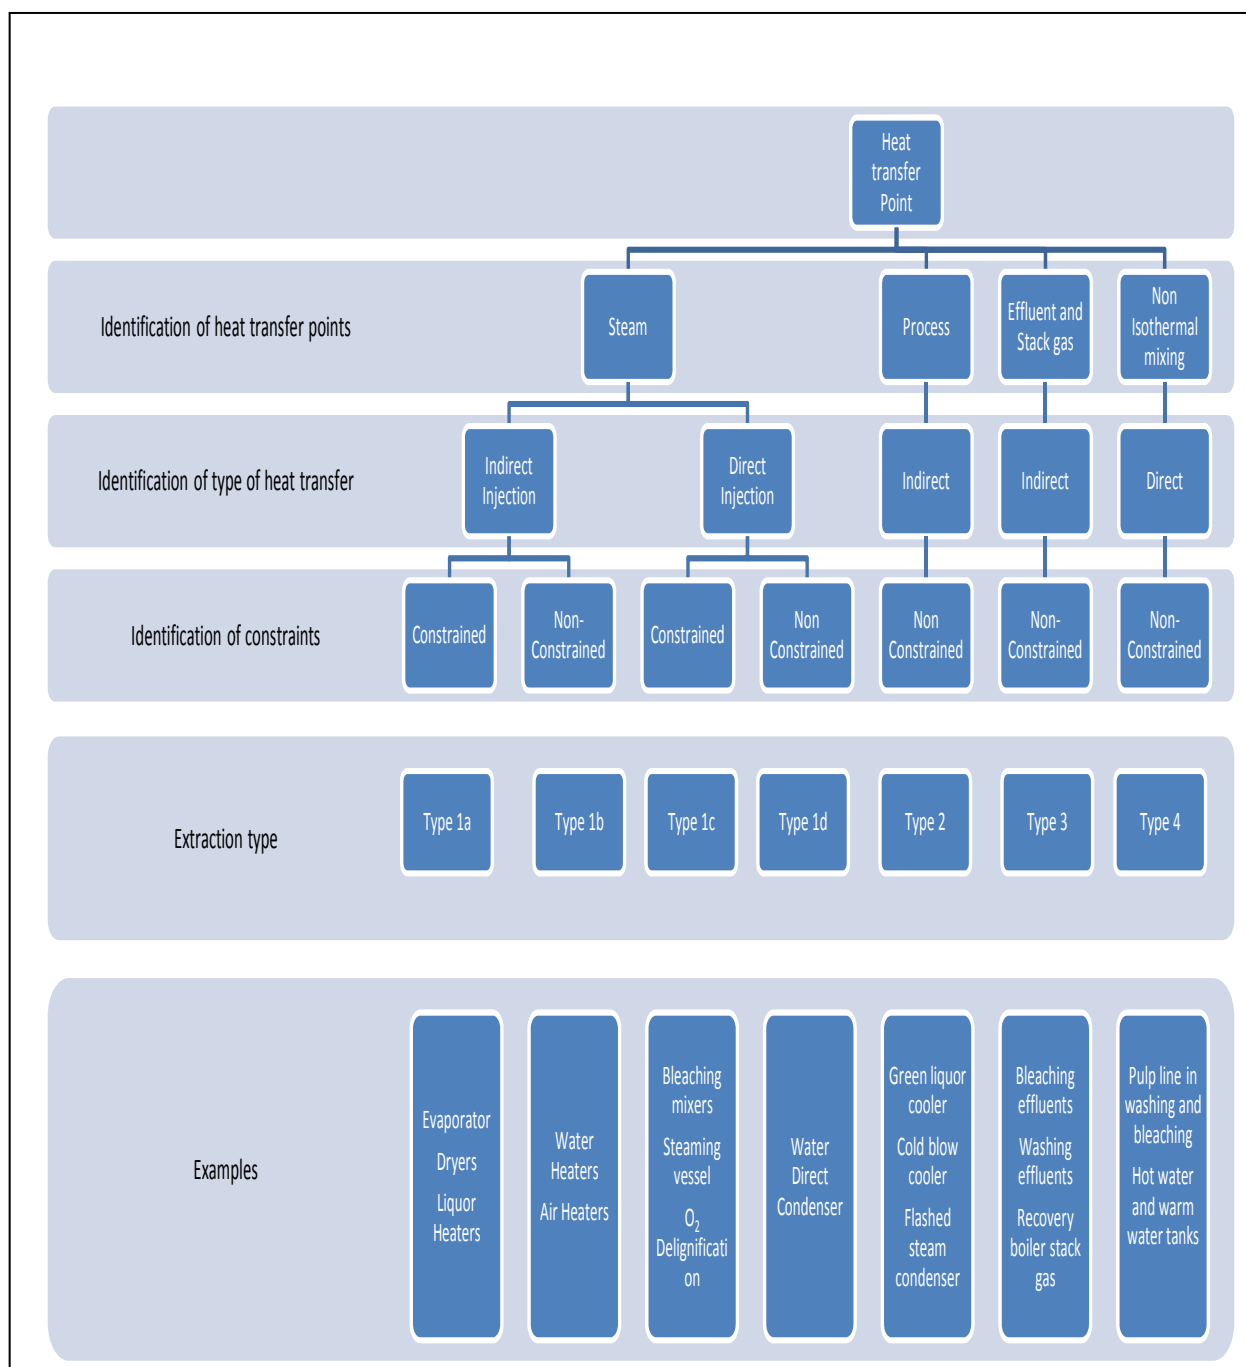 Heat
transfer
Point
Identification of heat transfer points
Steam
Process
Effluent and
Stack gas
Non
Isothermal
mixing
Identification of type of heat transfer
Indirect
Injection
Direct
Injection
Indirect
Indirect
Direct
Identification of constraints
Constrained
Non-
Constrained
Constrained
Non
Constrained
Non
Constrained
Non-
Constrained
Non-
Constrained
Extraction type
Type 1a
Type 1b
Type 1c
Type 1d
Type 2
Type 3
Type 4
Examples
Evaporator
Dryers
Liquor
Heaters
Water
Heaters
Air Heaters
Bleaching
mixers
Steaming
vessel
O₂
Delignificati
on
Water
Direct
Condenser
Green liquor
cooler
Cold blow
cooler
Flashed
steam
condenser
Bleaching
effluents
Washing
effluents
Recovery
boiler stack
gas
Pulp line in
washing and
bleaching
Hot water
and warm
water tanks